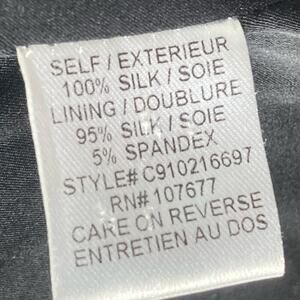 SELF / EXTERIEUR
100% SILK / SOIE
LINING / DOUBLURE
95% SILK / SOIE
5% SPANDEX
STYLE# C910216697
RN# 107677
CARE ON REVERSE
ENTRETIEN AU DOS